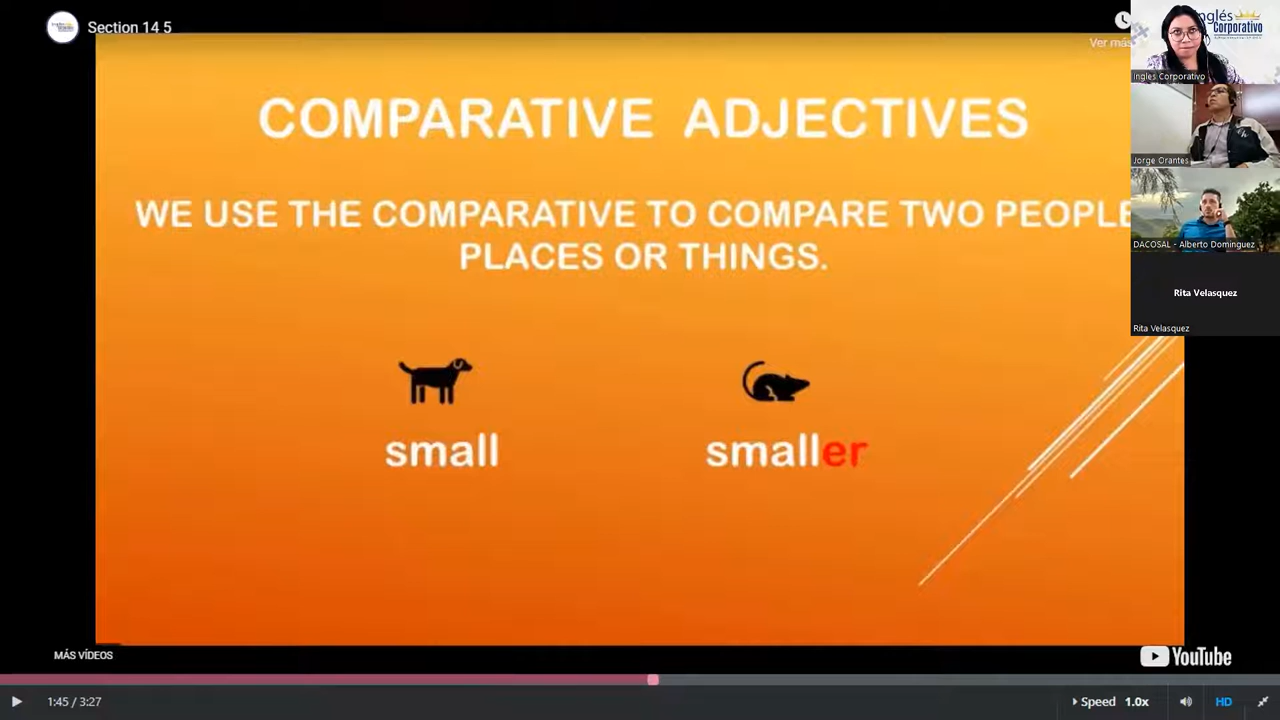 Section 14 5
Ver más
COMPARATIVE ADJECTIVES
WE USE THE COMPARATIVE TO COMPARE TWO PEOPLE
PLACES OR THINGS.
small
smaller
Inglés
Corporativo
Ingles Corporativo
Jorge Orantes
DACOSAL - Alberto Dominguez
Rita Velasquez
Rita Velasquez
MÁS VÍDEOS
YouTube
1:45 / 3:27
Speed 1.0x
HD